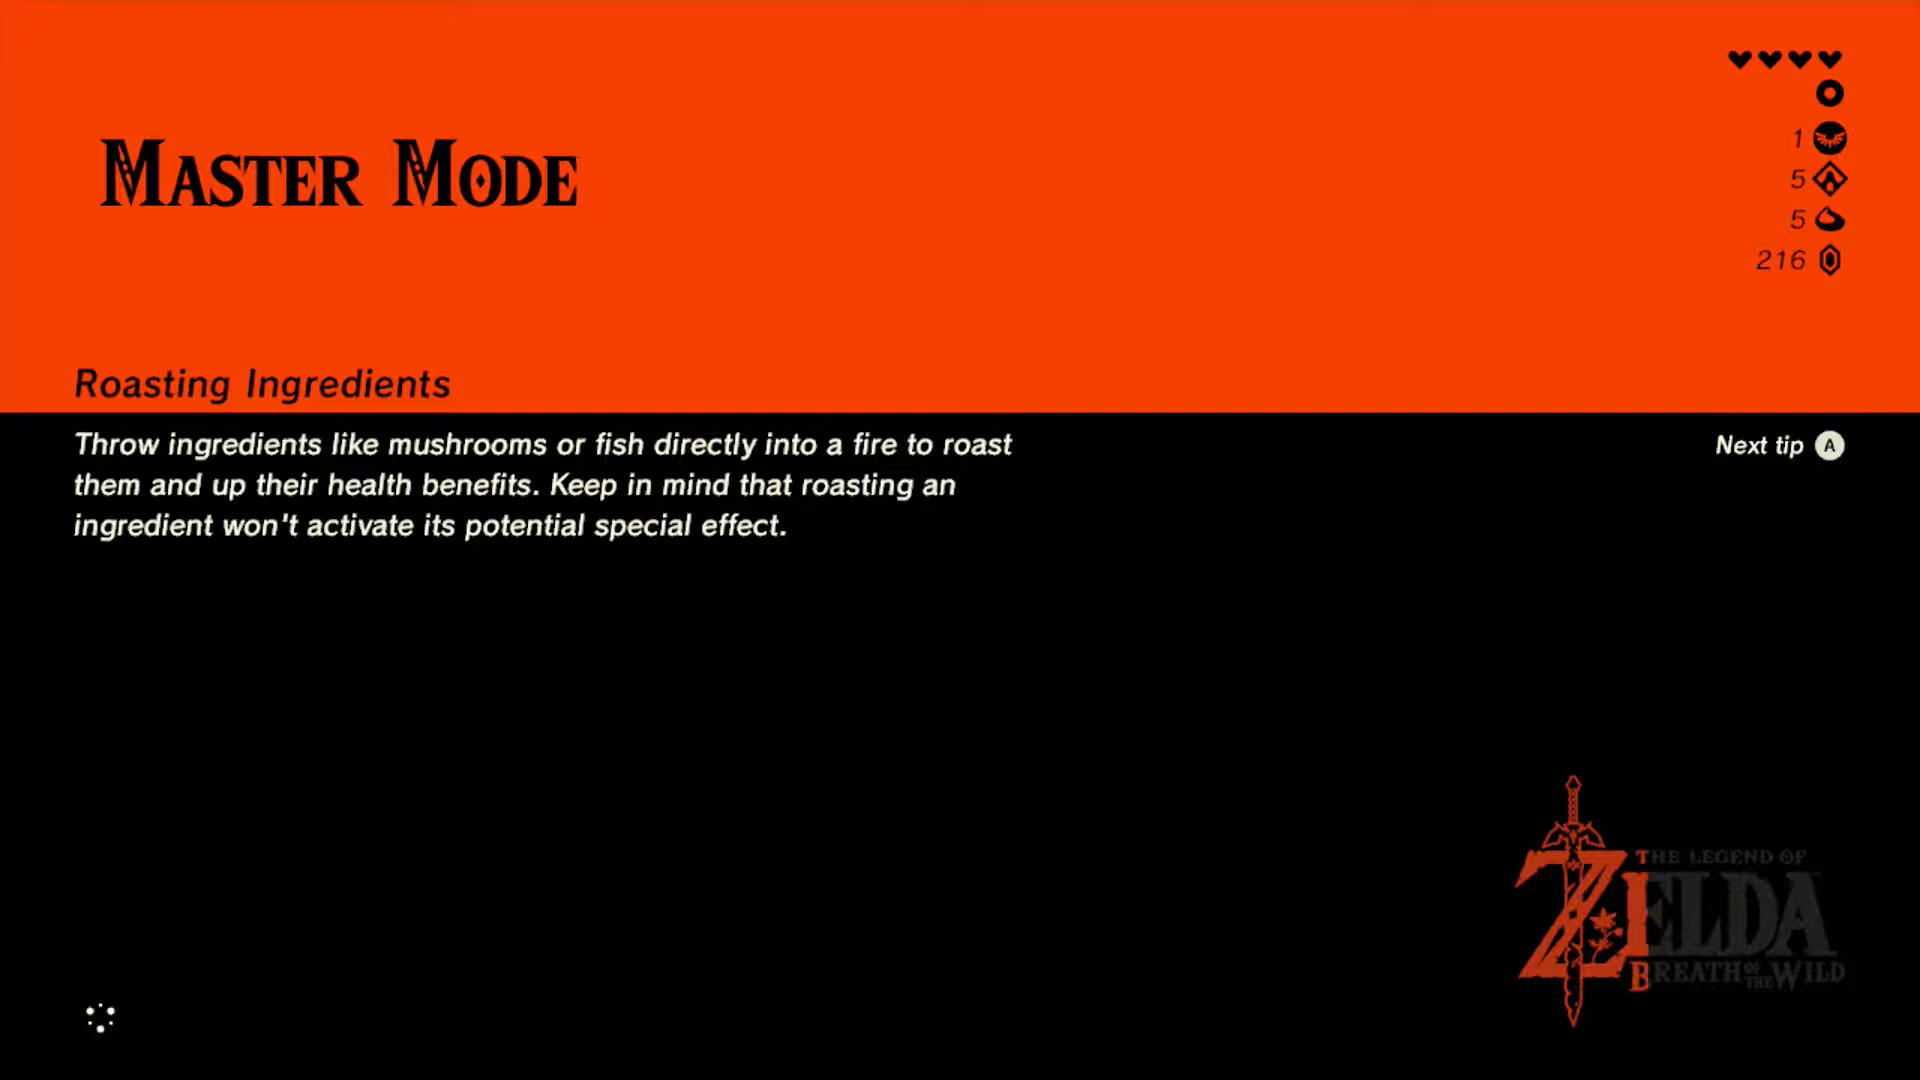 MASTER MODE
1
5
5
216
Roasting Ingredients
Throw ingredients like mushrooms or fish directly into a fire to roast
them and up their health benefits. Keep in mind that roasting an
ingredient won't activate its potential special effect.
Next tip A
THE LEGEND OF
ZELDA
BREATH OF THE WILD